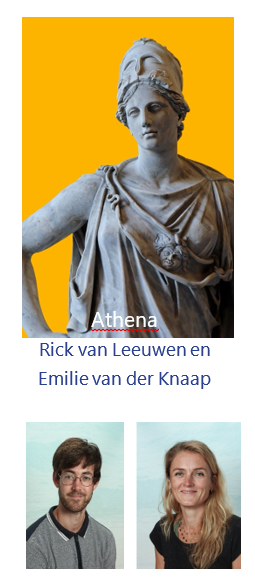 Athena
Rick van Leeuwen en
Emilie van der Knaap